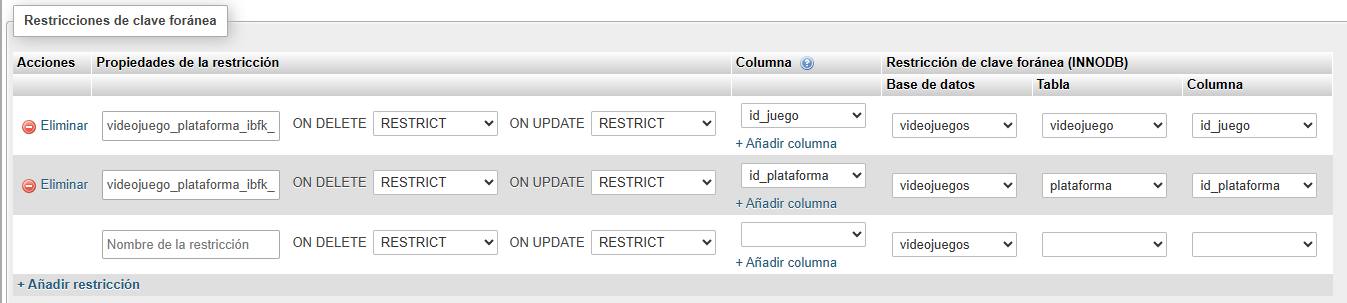 Restricciones de clave foránea
Acciones Propiedades de la restricción Columna Restricción de clave foránea (INNODB)
Base de datos Tabla Columna
Eliminar videojuego_plataforma_ibfk_ ON DELETE RESTRICT ON UPDATE RESTRICT id_juego videojuegos videojuego id_juego
+ Añadir columna
Eliminar videojuego_plataforma_ibfk_ ON DELETE RESTRICT ON UPDATE RESTRICT id_plataforma videojuegos plataforma id_plataforma
+ Añadir columna
Nombre de la restricción ON DELETE RESTRICT ON UPDATE RESTRICT videojuegos
+ Añadir columna
+ Añadir restricción